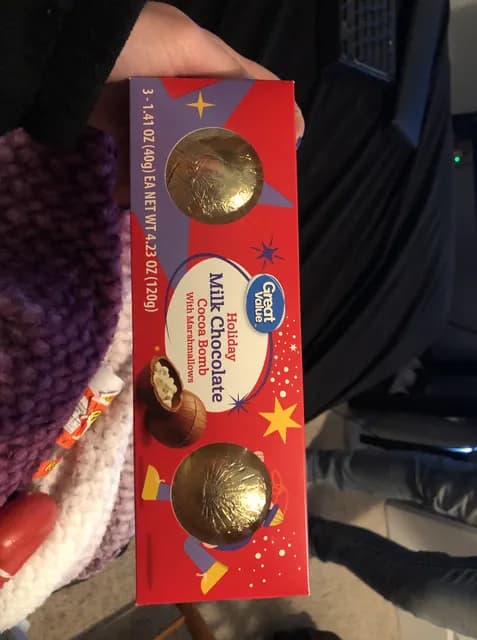 Great
Value
Holiday
Milk Chocolate
Cocoa Bomb
With Marshmallows
3 - 1.41 OZ (40g) EA NET WT 4.23 OZ (120g)